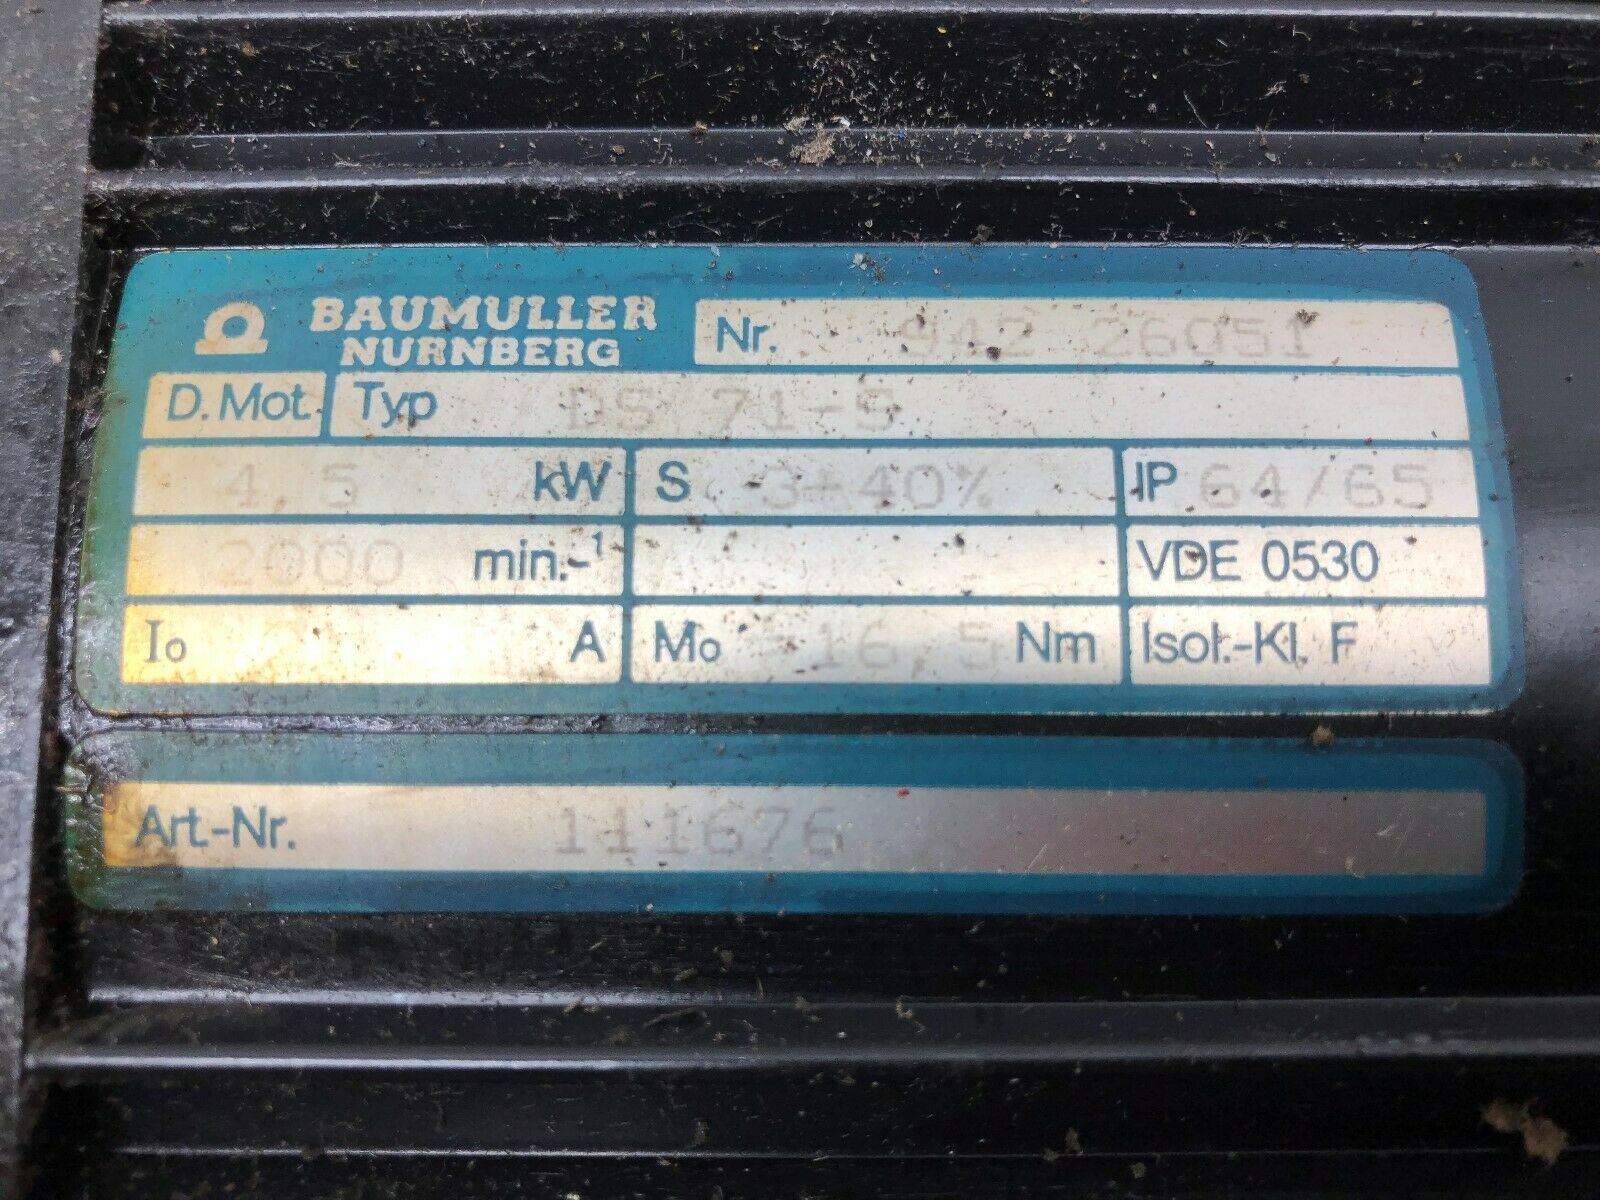 BAUMULLER
NURNBERG
Nr. 942 26051
D. Mot. Typ DS 71-S
4,5 kW S 3-40% IP 64/65
2000 min.-1 VDE 0530
Io A Mo 16,5 Nm Isol.-Kl. F
Art.-Nr. 111676